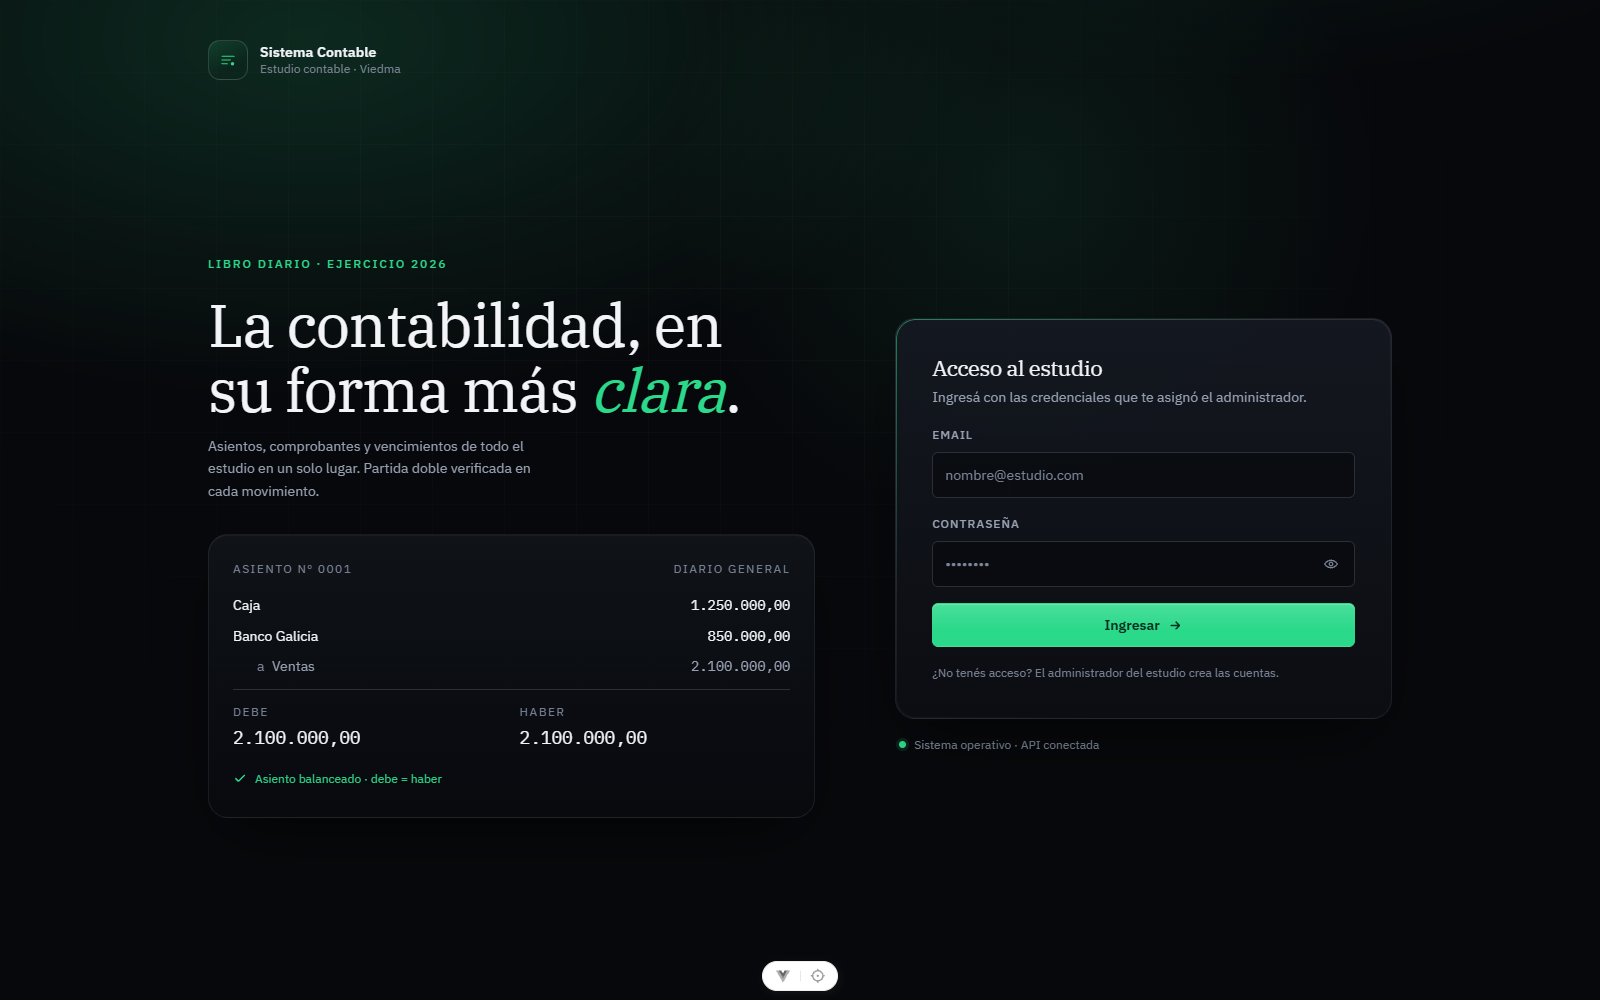 Sistema Contable
Estudio contable · Viedma
LIBRO DIARIO · EJERCICIO 2026
La contabilidad, en
su forma más clara.
Asientos, comprobantes y vencimientos de todo el
estudio en un solo lugar. Partida doble verificada en
cada movimiento.
ASIENTO Nº 0001 DIARIO GENERAL
Caja 1.250.000,00
Banco Galicia 850.000,00
a Ventas 2.100.000,00
DEBE HABER
2.100.000,00 2.100.000,00
Asiento balanceado · debe = haber
Acceso al estudio
Ingresá con las credenciales que te asignó el administrador.
EMAIL
nombre@estudio.com
CONTRASEÑA
••••••••
Ingresar →
¿No tenés acceso? El administrador del estudio crea las cuentas.
Sistema operativo · API conectada